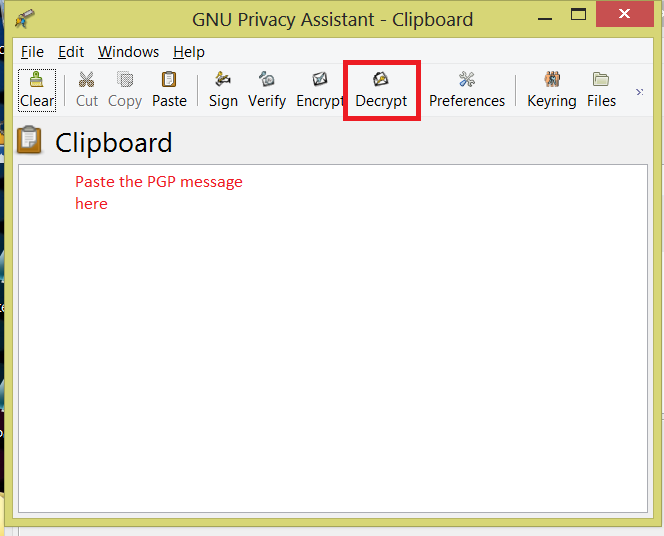 GNU Privacy Assistant - Clipboard
File Edit Windows Help
Clear Cut Copy Paste Sign Verify Encrypt Decrypt Preferences Keyring Files
Clipboard
Paste the PGP message
here